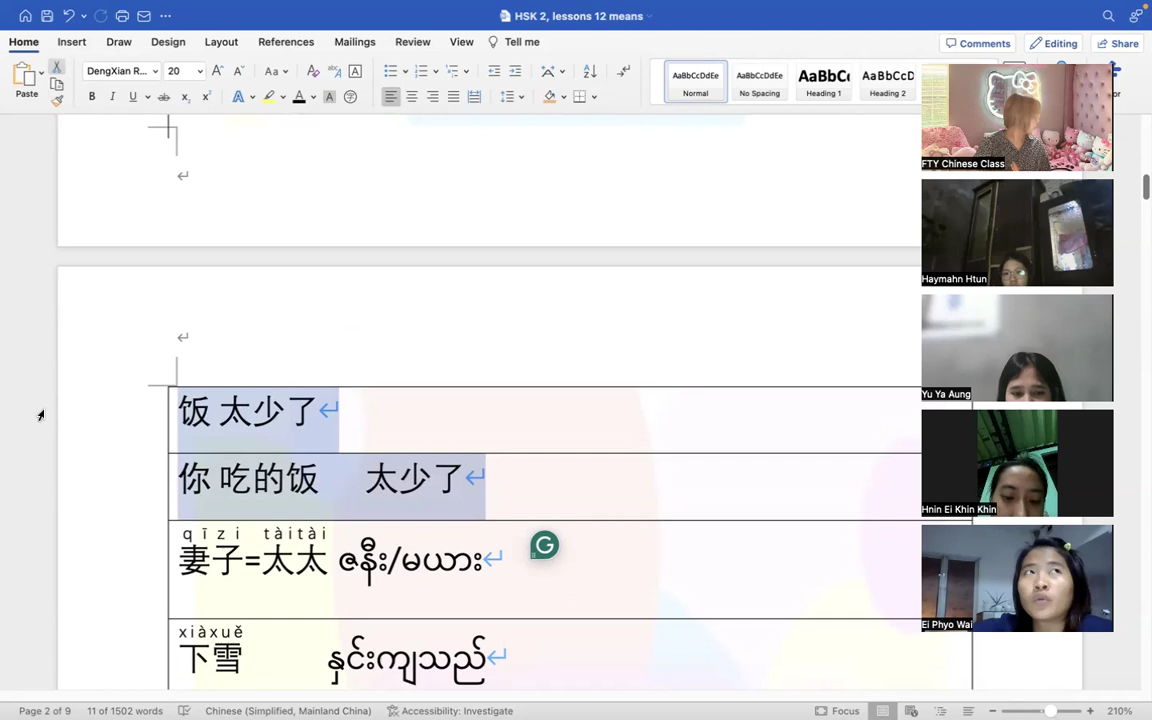 HSK 2, lessons 12 means
Home Insert Draw Design Layout References Mailings Review View Tell me
Comments Editing Share
Paste
DengXian R... 20
AaBbCcDdEe AaBbCcDdEe AaBbC AaBbCcD
Normal No Spacing Heading 1 Heading 2
FTY Chinese Class
Haymahn Htun
Yu Ya Aung
Hnin Ei Khin Khin
Ei Phyo Wai
饭 太少了
你 吃的饭 太少了
qīzi tàitài
妻子=太太 ဇနီး/မယား
xiàxuě
下雪 နှင်းကျသည်
Page 2 of 9 11 of 1502 words Chinese (Simplified, Mainland China) Accessibility: Investigate Focus 210%